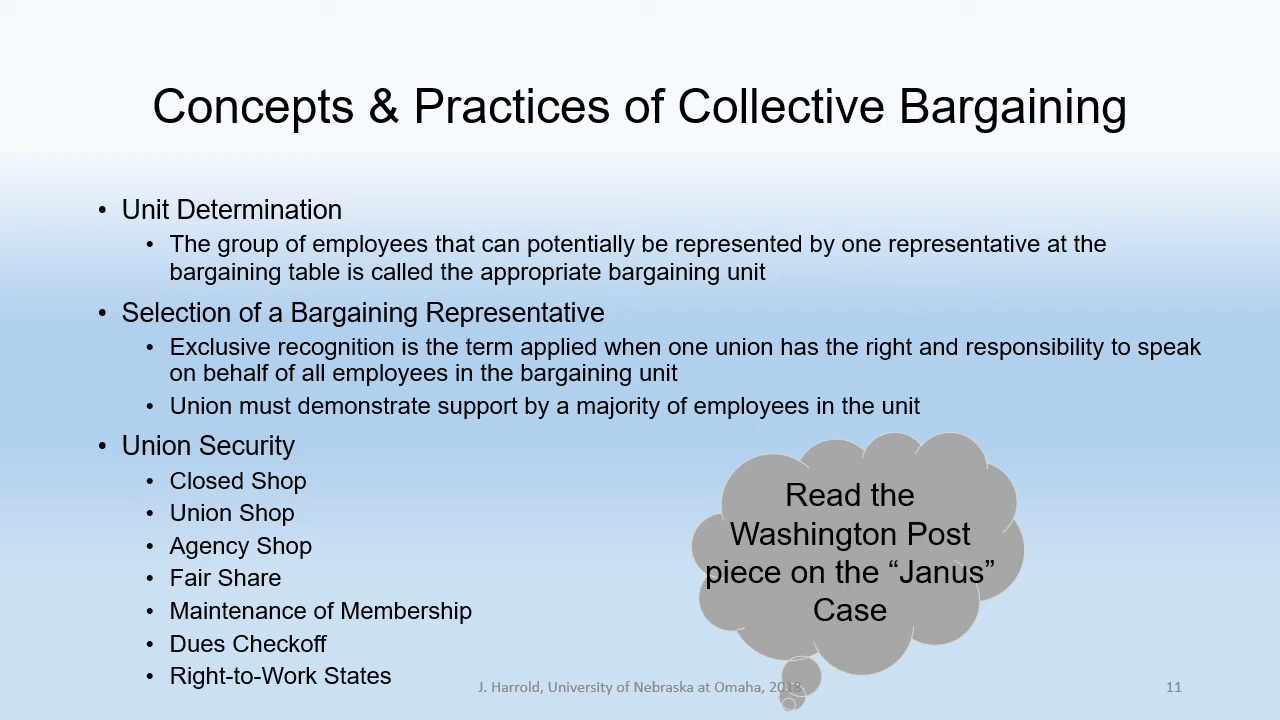 Concepts & Practices of Collective Bargaining
• Unit Determination
• The group of employees that can potentially be represented by one representative at the
bargaining table is called the appropriate bargaining unit
• Selection of a Bargaining Representative
• Exclusive recognition is the term applied when one union has the right and responsibility to speak
on behalf of all employees in the bargaining unit
• Union must demonstrate support by a majority of employees in the unit
• Union Security
• Closed Shop
• Union Shop
• Agency Shop
• Fair Share
• Maintenance of Membership
• Dues Checkoff
• Right-to-Work States
Read the
Washington Post
piece on the “Janus”
Case
J. Harrold, University of Nebraska at Omaha, 2018
11